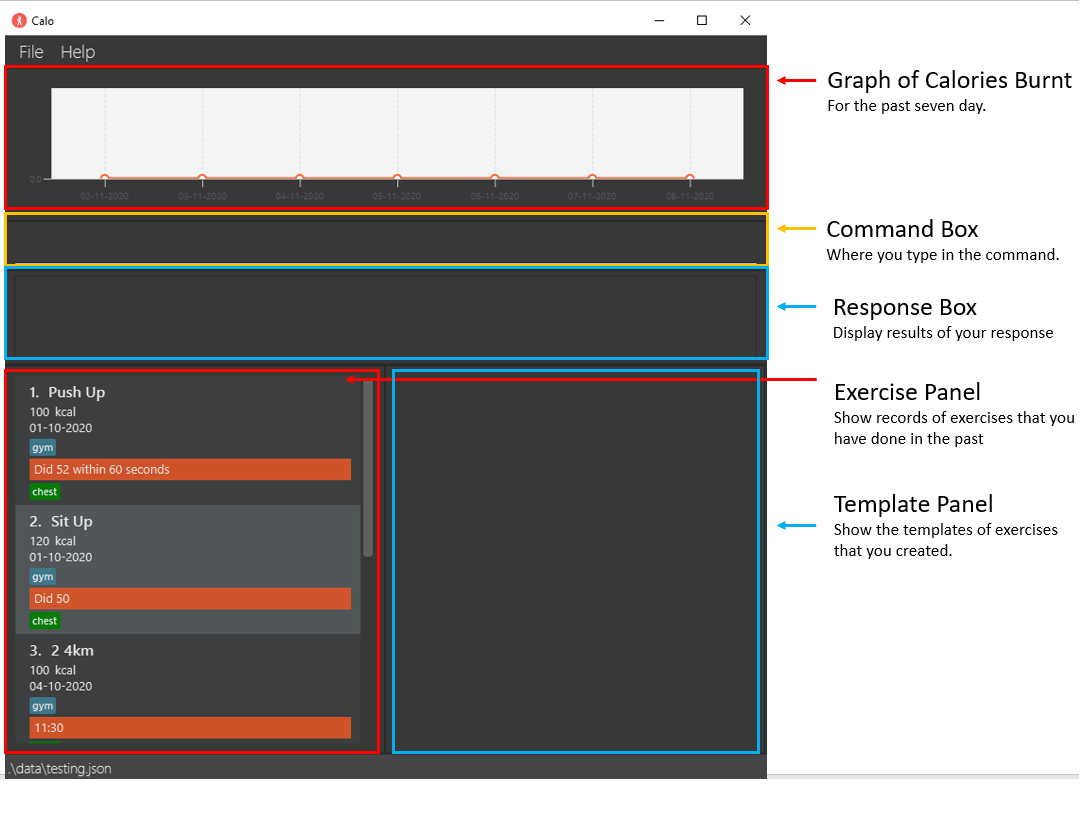 Calo
File Help
Graph of Calories Burnt
For the past seven day.
0.0
02-11-2020 03-11-2020 04-11-2020 05-11-2020 06-11-2020 07-11-2020 08-11-2020
Command Box
Where you type in the command.
Response Box
Display results of your response
1. Push Up
100 kcal
01-10-2020
gym
Did 52 within 60 seconds
chest
2. Sit Up
120 kcal
01-10-2020
gym
Did 50
chest
3. 2 4km
100 kcal
04-10-2020
gym
11:30
Exercise Panel
Show records of exercises that you
have done in the past
Template Panel
Show the templates of exercises
that you created.
.\data\testing.json